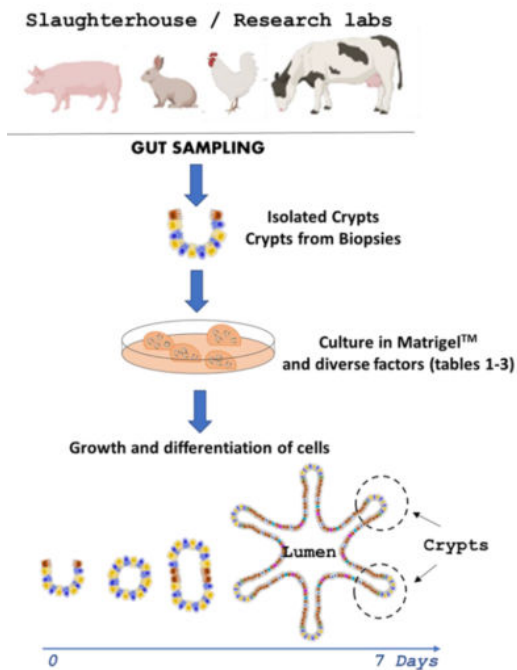 Slaughterhouse / Research labs
GUT SAMPLING
Isolated Crypts
Crypts from Biopsies
Culture in Matrigel™
and diverse factors (tables 1-3)
Growth and differentiation of cells
Lumen
Crypts
0 7 Days